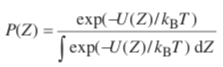 P(Z) = exp(–U(Z)/k_BT) / ∫ exp(–U(Z)/k_BT) dZ